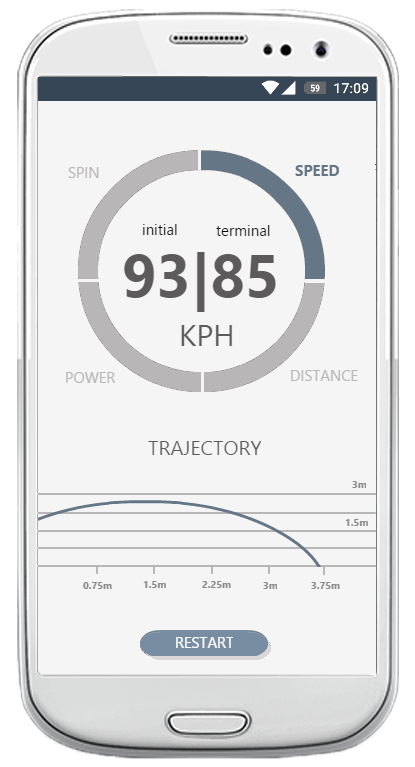 59 17:09
SPIN SPEED
initial terminal
93|85
KPH
POWER DISTANCE
TRAJECTORY
3m
1.5m
0.75m 1.5m 2.25m 3m 3.75m
RESTART